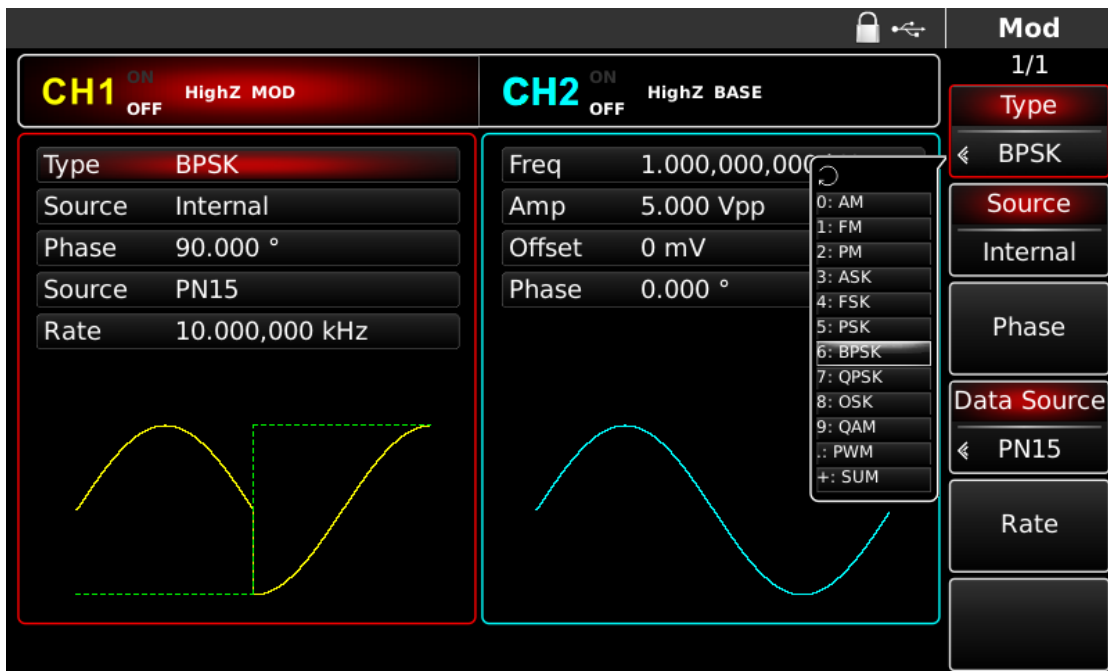 Mod
1/1
CH1 ON OFF HighZ MOD
CH2 ON OFF HighZ BASE
Type BPSK
Source Internal
Phase 90.000 °
Source PN15
Rate 10.000,000 kHz
Freq 1.000,000,000
Amp 5.000 Vpp
Offset 0 mV
Phase 0.000 °
0: AM
1: FM
2: PM
3: ASK
4: FSK
5: PSK
6: BPSK
7: QPSK
8: OSK
9: QAM
.: PWM
+: SUM
Type
BPSK
Source
Internal
Phase
Data Source
PN15
Rate